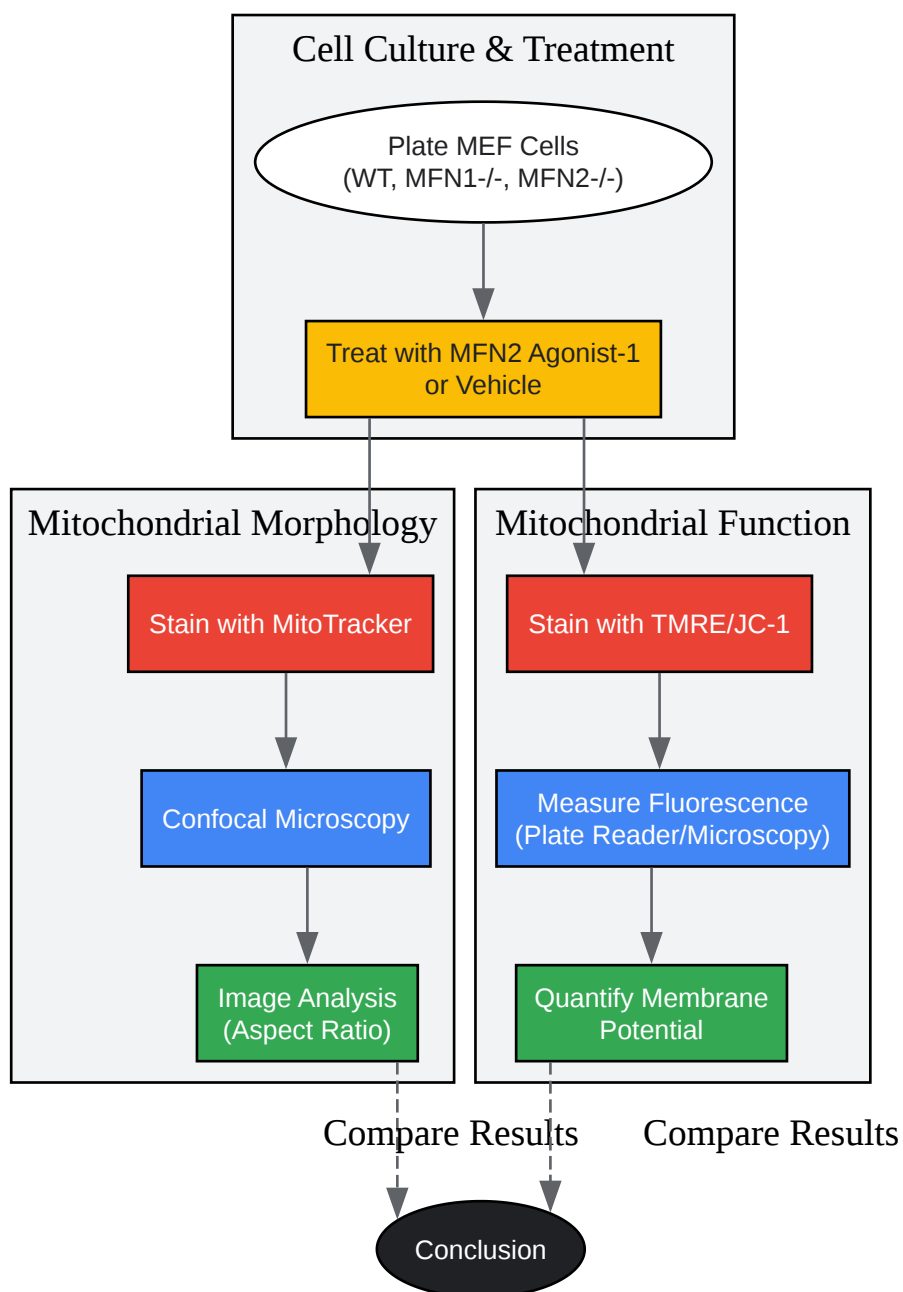 Cell Culture & Treatment
Plate MEF Cells
(WT, MFN1-/-, MFN2-/-)
Treat with MFN2 Agonist-1
or Vehicle
Mitochondrial Morphology
Stain with MitoTracker
Confocal Microscopy
Image Analysis
(Aspect Ratio)
Mitochondrial Function
Stain with TMRE/JC-1
Measure Fluorescence
(Plate Reader/Microscopy)
Quantify Membrane
Potential
Compare Results
Compare Results
Conclusion